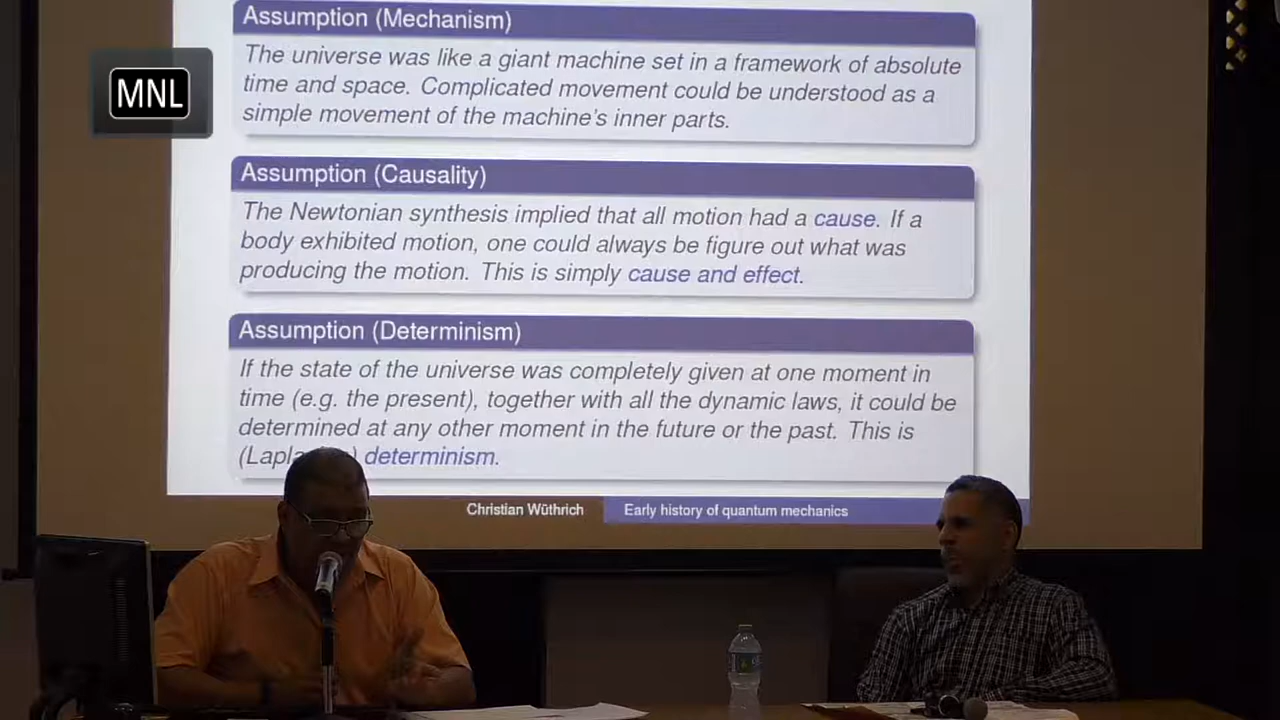 Assumption (Mechanism)
The universe was like a giant machine set in a framework of absolute
time and space. Complicated movement could be understood as a
simple movement of the machine's inner parts.
MNL
Assumption (Causality)
The Newtonian synthesis implied that all motion had a cause. If a
body exhibited motion, one could always be figure out what was
producing the motion. This is simply cause and effect.
Assumption (Determinism)
If the state of the universe was completely given at one moment in
time (e.g. the present), together with all the dynamic laws, it could be
determined at any other moment in the future or the past. This is
determinism.
Christian Wüthrich
Early history of quantum mechanics